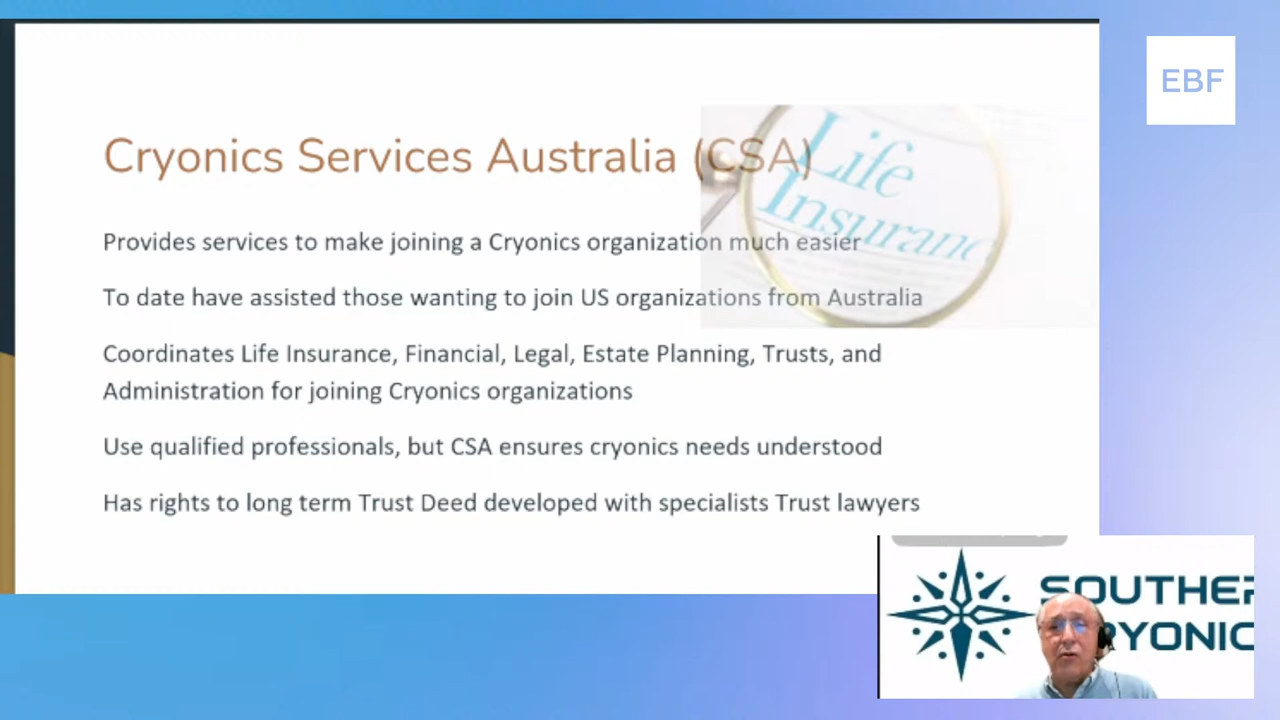 EBF
Cryonics Services Australia (CSA)
Life
Insuranc
Provides services to make joining a Cryonics organization much easier
To date have assisted those wanting to join US organizations from Australia
Coordinates Life Insurance, Financial, Legal, Estate Planning, Trusts, and
Administration for joining Cryonics organizations
Use qualified professionals, but CSA ensures cryonics needs understood
Has rights to long term Trust Deed developed with specialists Trust lawyers
SOUTHER
RYONIC